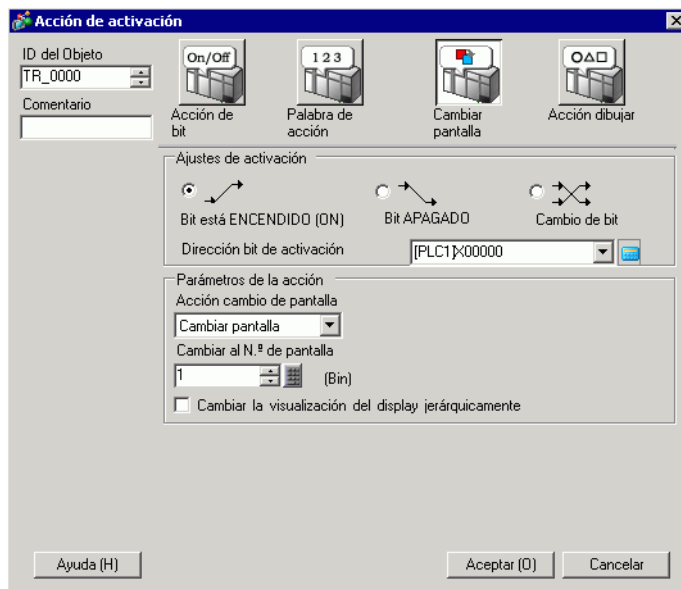 Acción de activación
ID del Objeto
TR_0000
Comentario
On/Off
Acción de
bit
1 2 3
Palabra de
acción
Cambiar
pantalla
Acción dibujar
Ajustes de activación
Bit está ENCENDIDO (ON)
Bit APAGADO
Cambio de bit
Dirección bit de activación
[PLC1]X00000
Parámetros de la acción
Acción cambio de pantalla
Cambiar pantalla
Cambiar al N.º de pantalla
1
(Bin)
Cambiar la visualización del display jerárquicamente
Ayuda (H)
Aceptar (O)
Cancelar